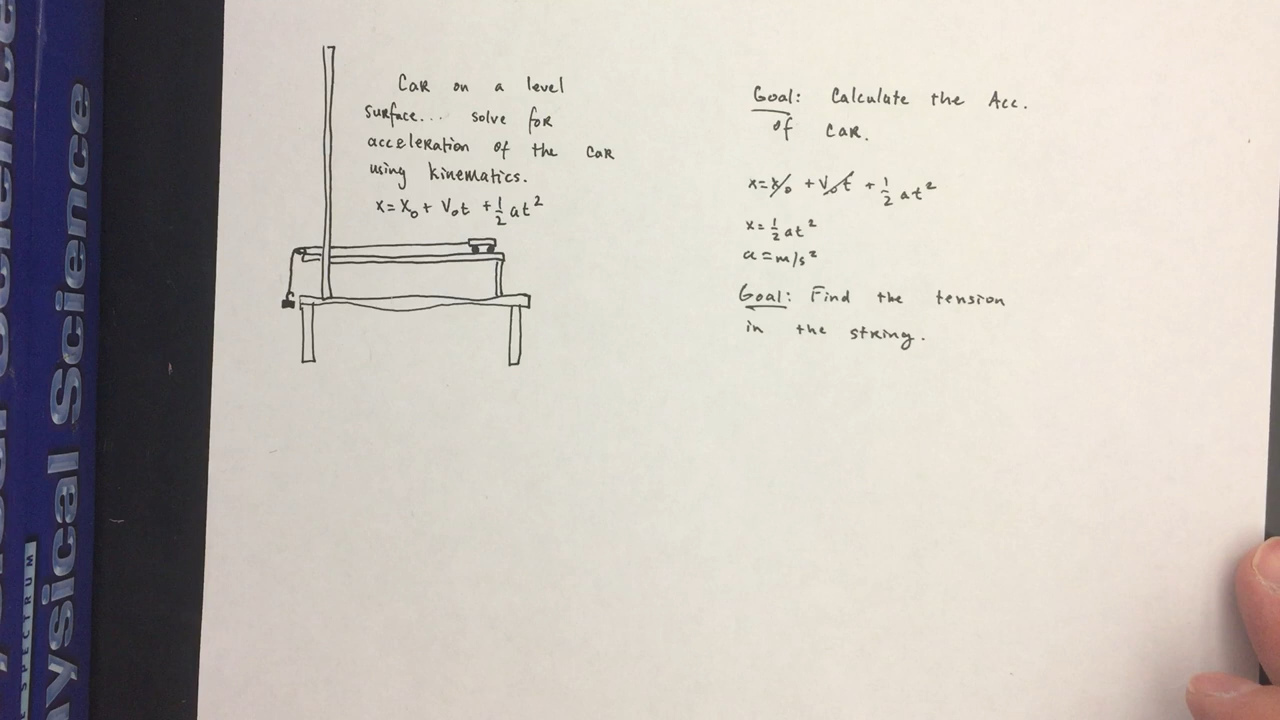 Physical Science
SPECTRUM
Car on a level
surface... solve for
acceleration of the car
using kinematics.
x = x₀ + v₀t + ½at²
Goal: Calculate the Acc.
of car.
x = x₀ + v₀t + ½at²
x = ½at²
a = m/s²
Goal: Find the tension
in the string.